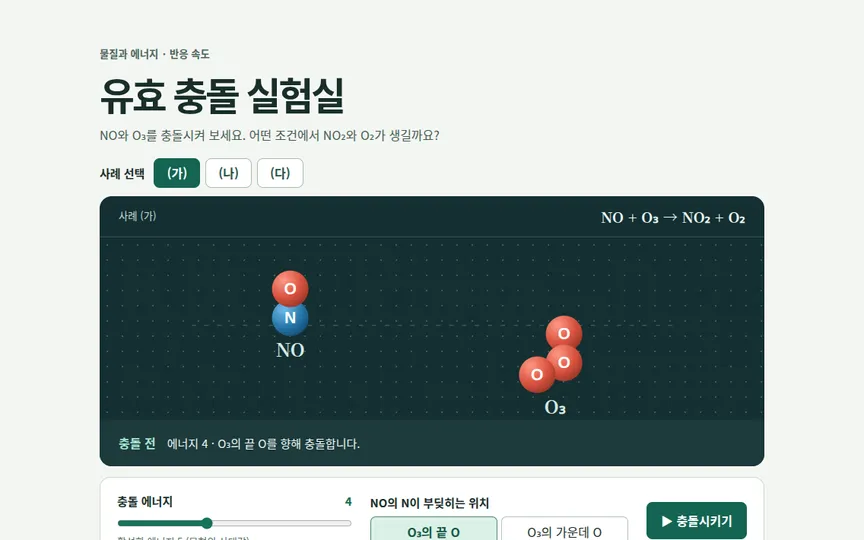 물질과 에너지 · 반응 속도
유효 충돌 실험실
NO와 O₃를 충돌시켜 보세요. 어떤 조건에서 NO₂와 O₂가 생길까요?
사례 선택 (가) (나) (다)
사례 (가) NO + O₃ → NO₂ + O₂
O
N
NO
O
O
O
O₃
충돌 전 에너지 4 · O₃의 끝 O를 향해 충돌합니다.
충돌 에너지 4
NO의 N이 부딪히는 위치
O₃의 끝 O O₃의 가운데 O
▶ 충돌시키기